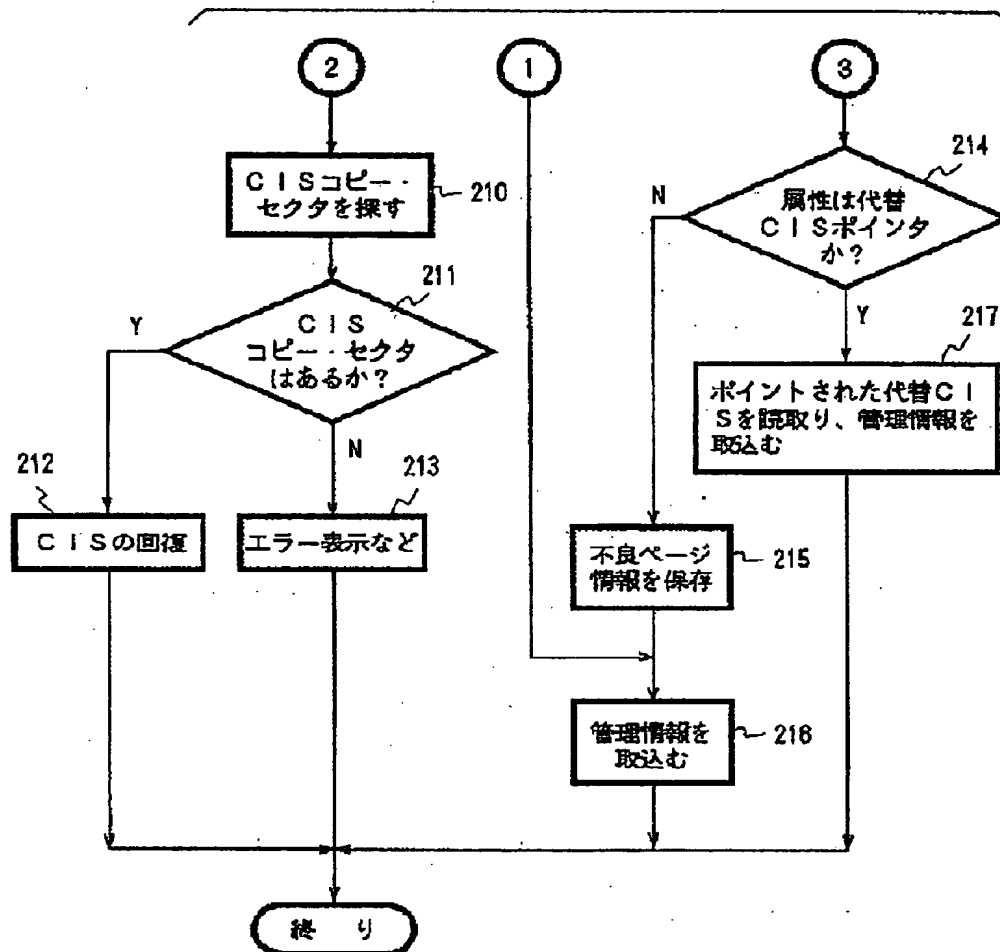 2
1
3
CISコピー・
セクタを探す
210
211
CIS
コピー・セクタ
はあるか？
Y
N
212
CISの回復
213
エラー表示など
214
属性は代替
CISポインタ
か？
N
Y
217
ポイントされた代替CI
Sを読取り、管理情報を
取込む
不良ページ
情報を保存
215
管理情報を
取込む
216
終り